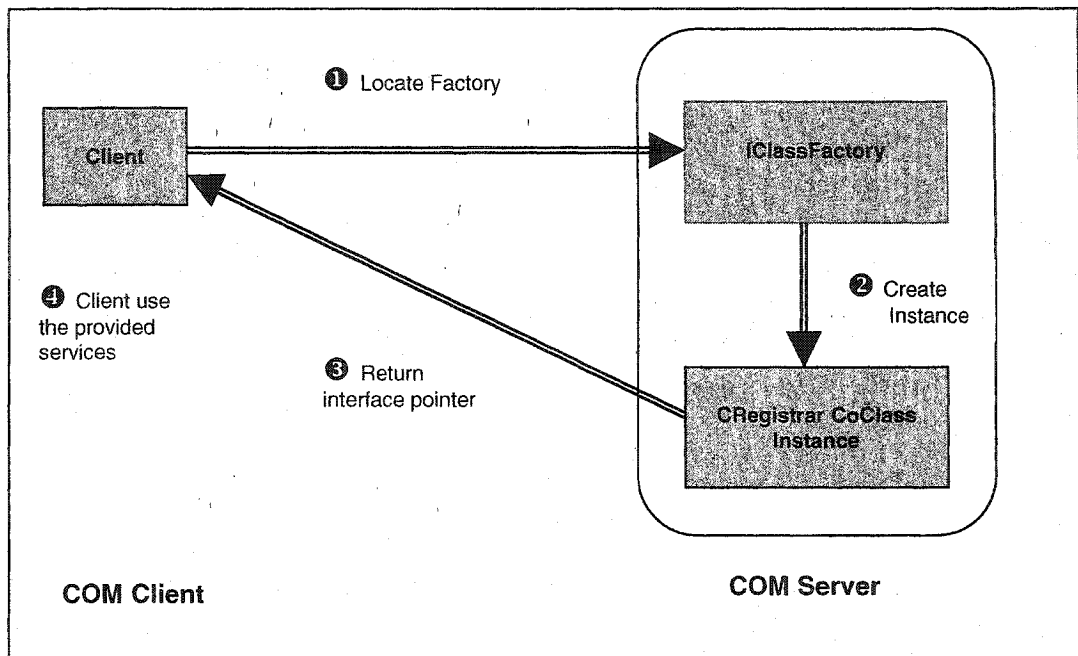 ❶ Locate Factory
Client
IClassFactory
❷ Create
Instance
❹ Client use
the provided
services
❸ Return
interface pointer
CRegistrar CoClass
Instance
COM Client
COM Server